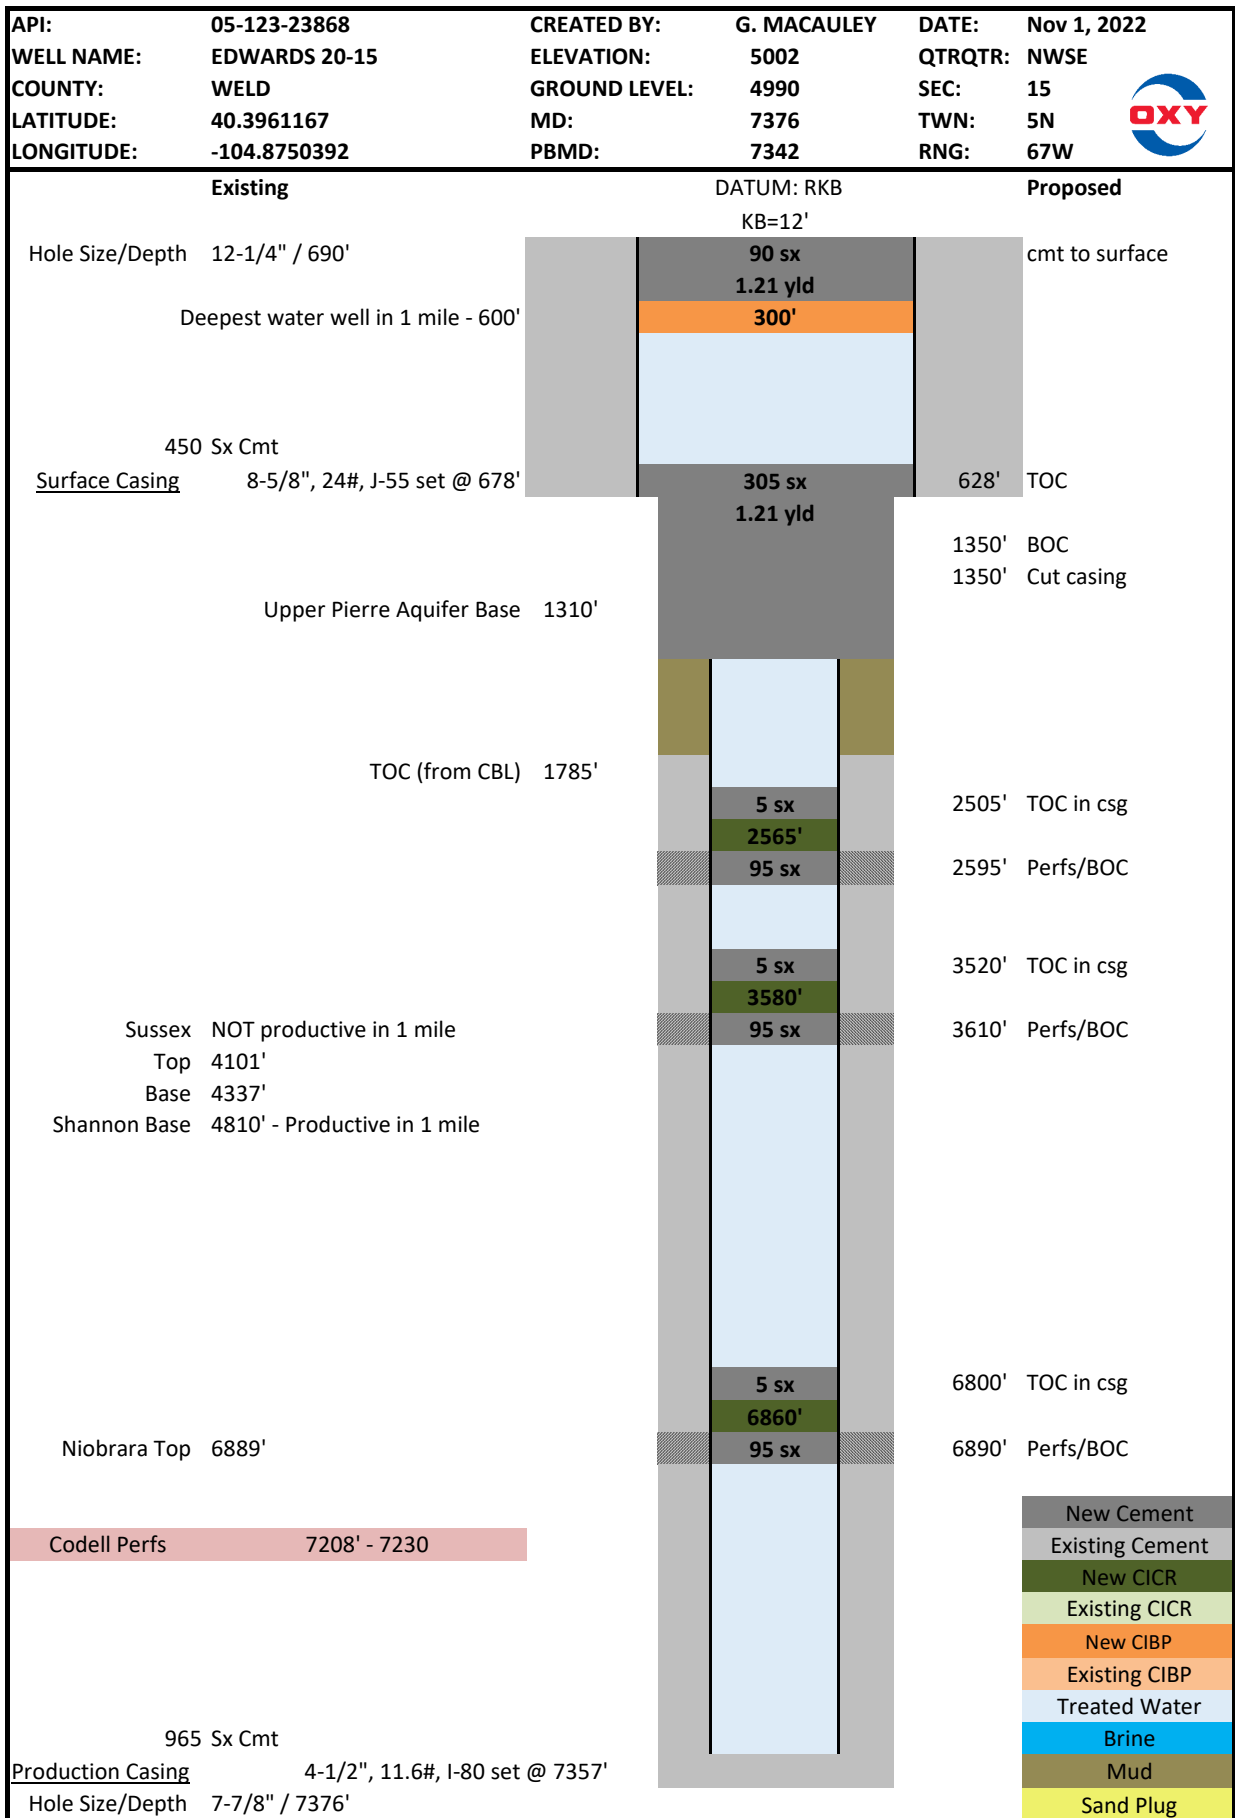 API: 05-123-23868 CREATED BY: G. MACAULEY DATE: Nov 1, 2022
WELL NAME: EDWARDS 20-15 ELEVATION: 5002 QTRQTR: NWSE
COUNTY: WELD GROUND LEVEL: 4990 SEC: 15
LATITUDE: 40.3961167 MD: 7376 TWN: 5N
OXY
LONGITUDE: -104.8750392 PBMD: 7342 RNG: 67W
Existing DATUM: RKB Proposed
KB=12'
Hole Size/Depth 12-1/4" / 690' 90 sx cmt to surface
1.21 yld
Deepest water well in 1 mile - 600' 300'
450 Sx Cmt
Surface Casing 8-5/8", 24#, J-55 set @ 678' 305 sx 628' TOC
1.21 yld
1350' BOC
1350' Cut casing
Upper Pierre Aquifer Base 1310'
TOC (from CBL) 1785'
5 sx 2505' TOC in csg
2565'
95 sx 2595' Perfs/BOC
5 sx 3520' TOC in csg
3580'
Sussex NOT productive in 1 mile 95 sx 3610' Perfs/BOC
Top 4101'
Base 4337'
Shannon Base 4810' - Productive in 1 mile
5 sx 6800' TOC in csg
6860'
Niobrara Top 6889' 95 sx 6890' Perfs/BOC
New Cement
Codell Perfs 7208' - 7230 Existing Cement
New CICR
Existing CICR
New CIBP
Existing CIBP
Treated Water
965 Sx Cmt Brine
Production Casing 4-1/2", 11.6#, I-80 set @ 7357' Mud
Hole Size/Depth 7-7/8" / 7376' Sand Plug